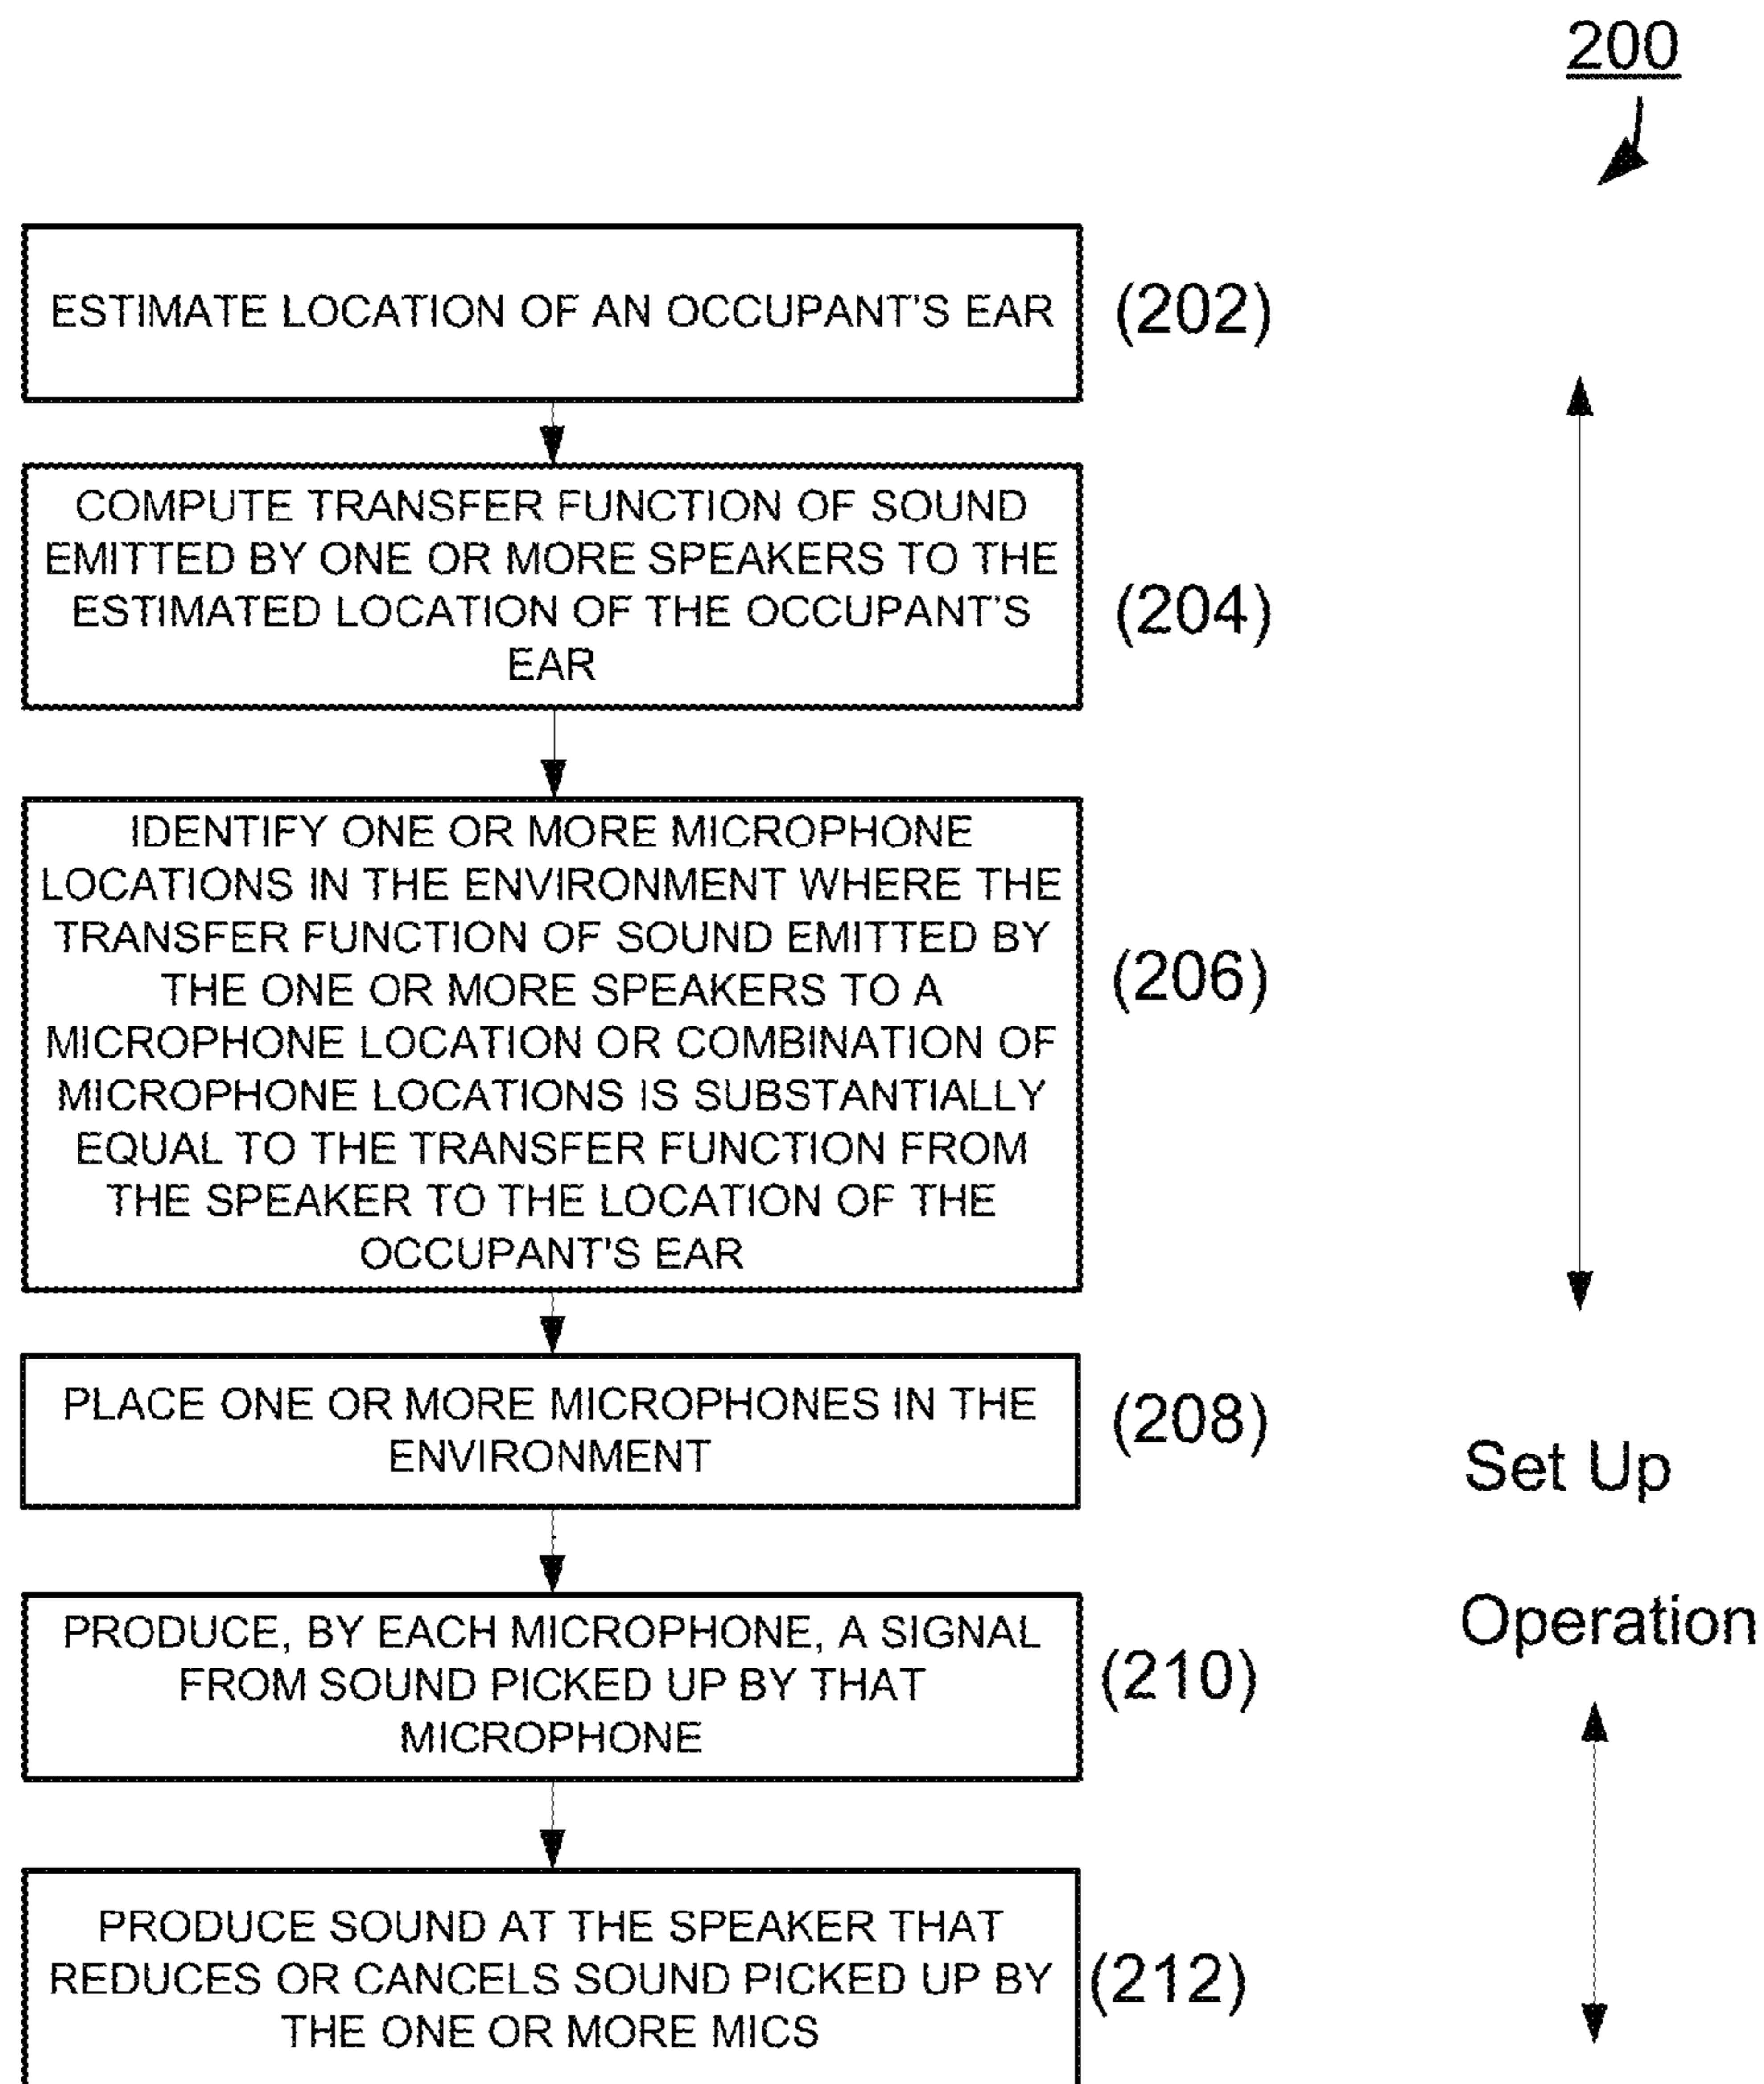 200
ESTIMATE LOCATION OF AN OCCUPANT'S EAR
(202)
COMPUTE TRANSFER FUNCTION OF SOUND
EMITTED BY ONE OR MORE SPEAKERS TO THE
ESTIMATED LOCATION OF THE OCCUPANT'S
EAR
(204)
IDENTIFY ONE OR MORE MICROPHONE
LOCATIONS IN THE ENVIRONMENT WHERE THE
TRANSFER FUNCTION OF SOUND EMITTED BY
THE ONE OR MORE SPEAKERS TO A
MICROPHONE LOCATION OR COMBINATION OF
MICROPHONE LOCATIONS IS SUBSTANTIALLY
EQUAL TO THE TRANSFER FUNCTION FROM
THE SPEAKER TO THE LOCATION OF THE
OCCUPANT'S EAR
(206)
PLACE ONE OR MORE MICROPHONES IN THE
ENVIRONMENT
(208)
Set Up
Operation
PRODUCE, BY EACH MICROPHONE, A SIGNAL
FROM SOUND PICKED UP BY THAT
MICROPHONE
(210)
PRODUCE SOUND AT THE SPEAKER THAT
REDUCES OR CANCELS SOUND PICKED UP BY
THE ONE OR MORE MICS
(212)